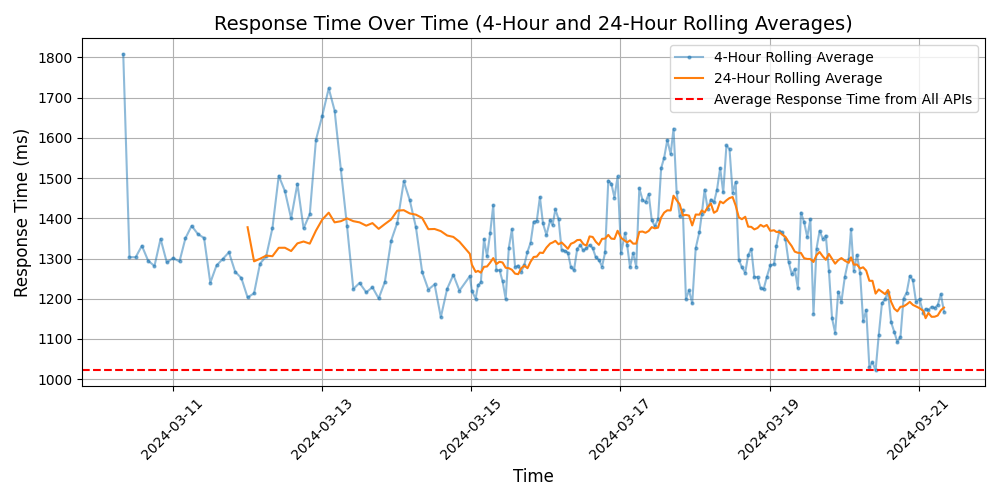 Response Time Over Time (4-Hour and 24-Hour Rolling Averages)
4-Hour Rolling Average
24-Hour Rolling Average
Average Response Time from All APIs
Response Time (ms)
1800
1700
1600
1500
1400
1300
1200
1100
1000
2024-03-11
2024-03-13
2024-03-15
2024-03-17
2024-03-19
2024-03-21
Time